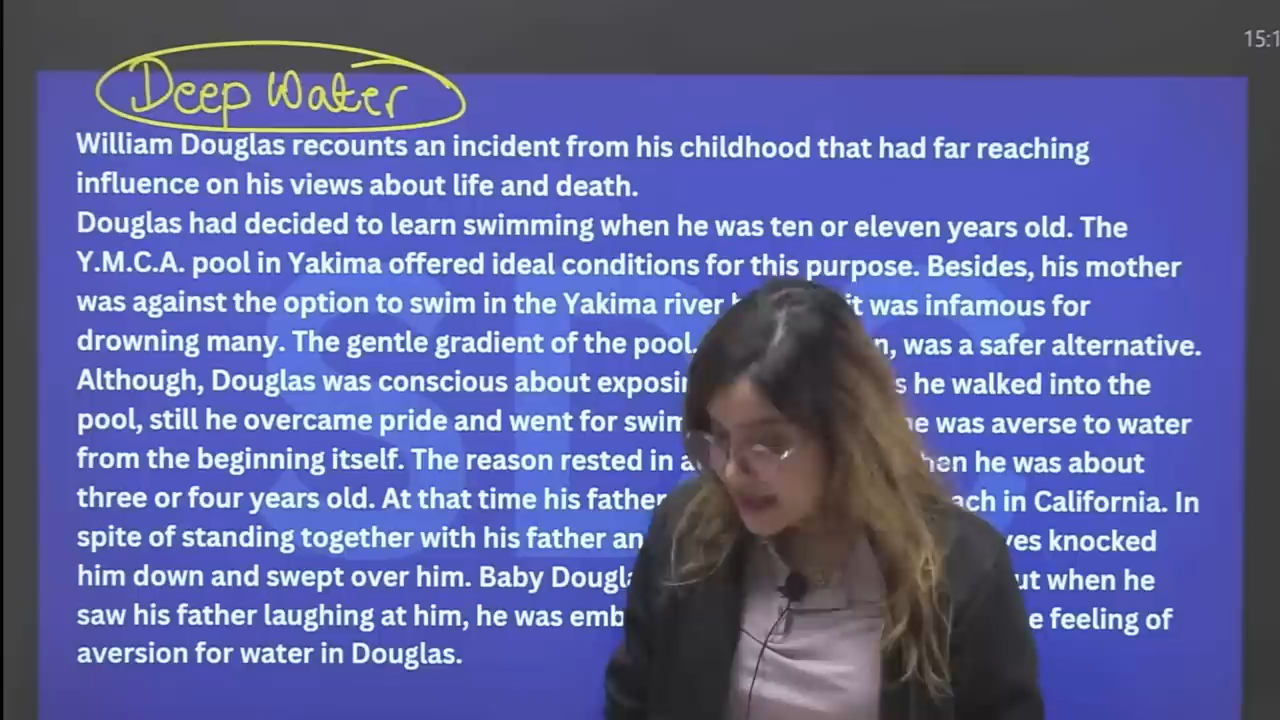 15:1
Deep Water
William Douglas recounts an incident from his childhood that had far reaching
influence on his views about life and death.
Douglas had decided to learn swimming when he was ten or eleven years old. The
Y.M.C.A. pool in Yakima offered ideal conditions for this purpose. Besides, his mother
was against the option to swim in the Yakima river it was infamous for
drowning many. The gentle gradient of the pool. was a safer alternative.
Although, Douglas was conscious about he walked into the
pool, still he overcame pride and went for was averse to water
from the beginning itself. The reason rested in he was about
three or four years old. At that time his father in California. In
spite of standing together with his father knocked
him down and swept over him. Baby when he
saw his father laughing at him, he was feeling of
aversion for water in Douglas.